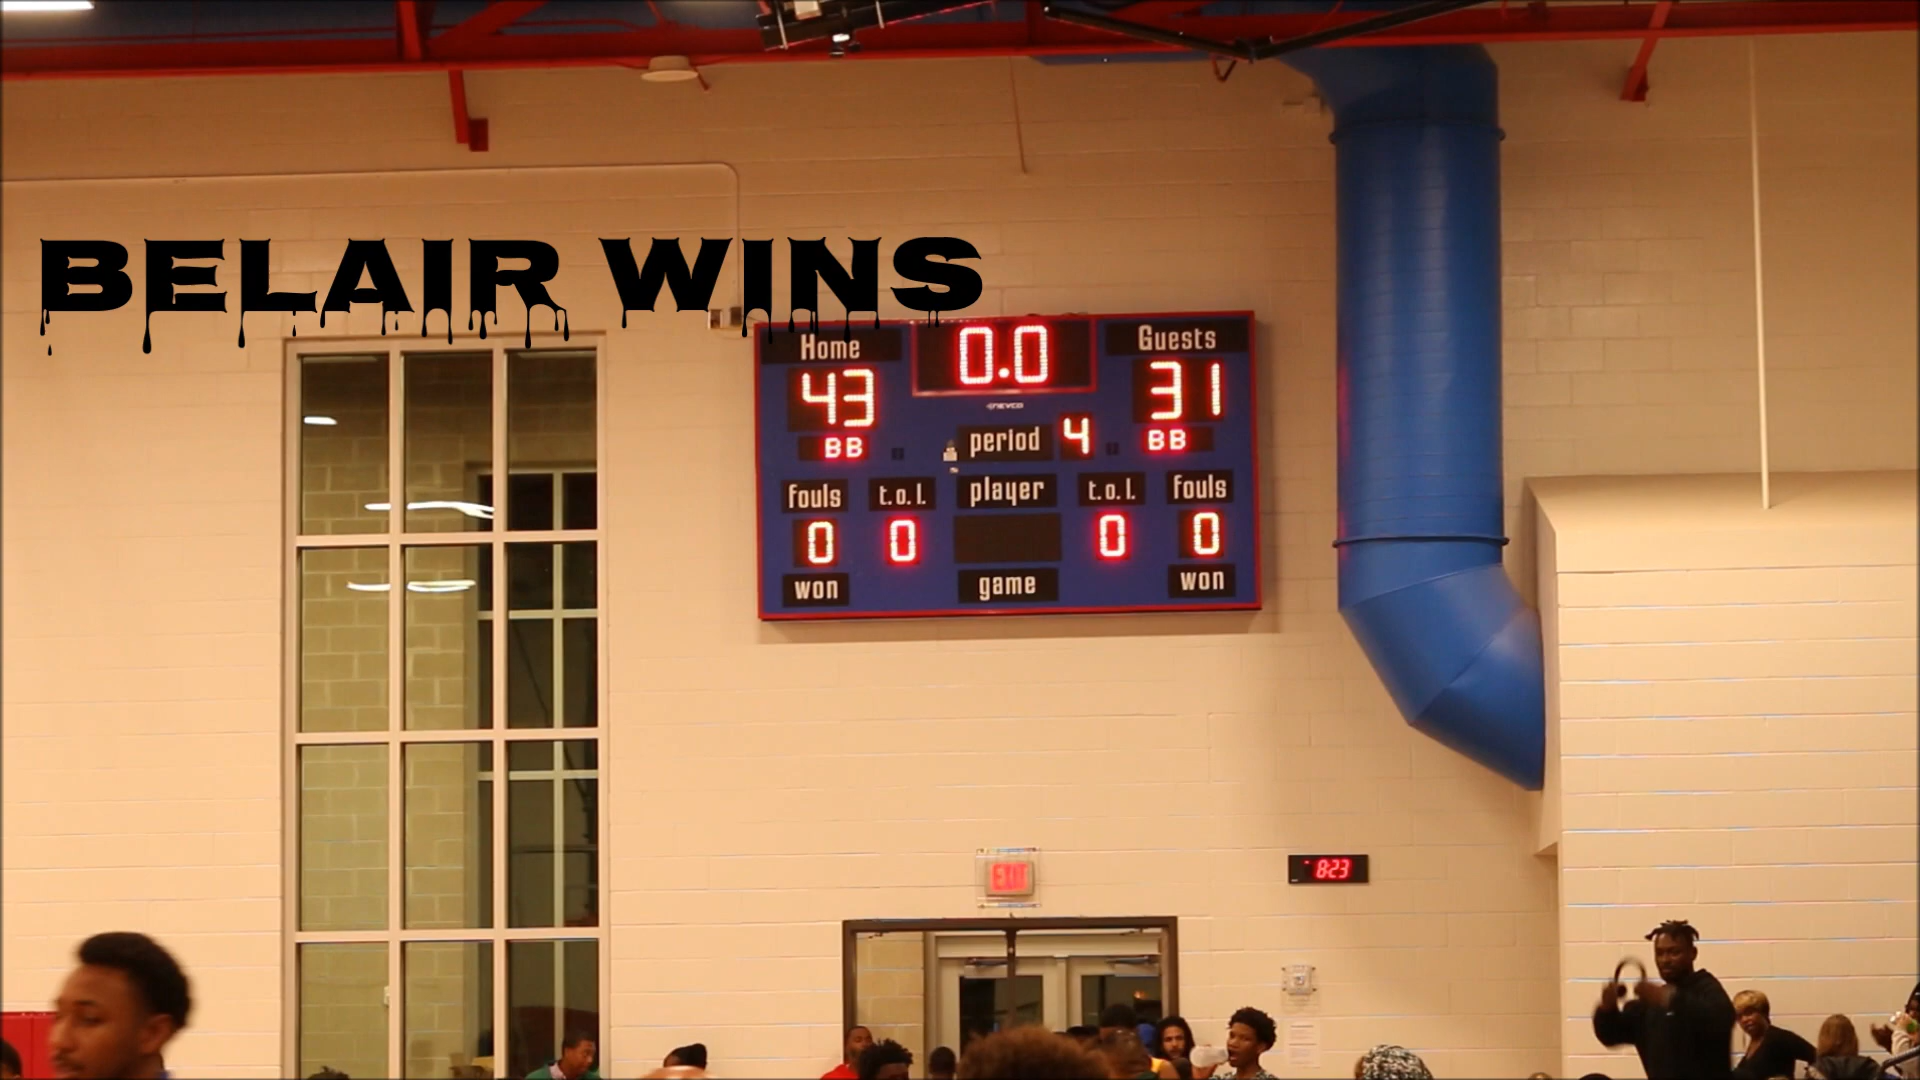 BELAIR WINS
Home 0.0 Guests
43 31
NEVCO
BB period 4 BB
fouls t.o.l. player t.o.l. fouls
0 0 0 0
won game won
EXIT
8:23